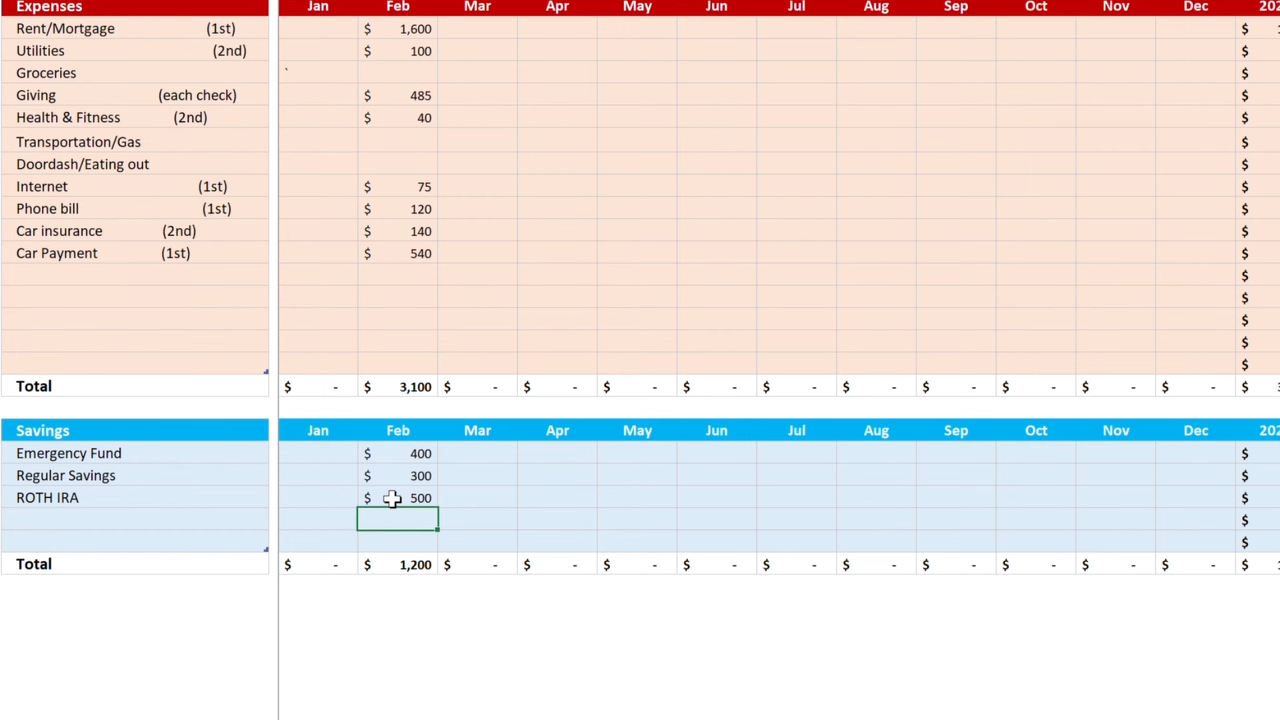 Expenses Jan Feb Mar Apr May Jun Jul Aug Sep Oct Nov Dec
Rent/Mortgage (1st) $ 1,600 $
Utilities (2nd) $ 100 $
Groceries ` $
Giving (each check) $ 485 $
Health & Fitness (2nd) $ 40 $
Transportation/Gas $
Doordash/Eating out $
Internet (1st) $ 75 $
Phone bill (1st) $ 120 $
Car insurance (2nd) $ 140 $
Car Payment (1st) $ 540 $
$
$
$
$
$
Total $ - $ 3,100 $ - $ - $ - $ - $ - $ - $ - $ - $ - $ - $
Savings Jan Feb Mar Apr May Jun Jul Aug Sep Oct Nov Dec 202
Emergency Fund $ 400 $
Regular Savings $ 300 $
ROTH IRA $ 500 $
$
$
Total $ - $ 1,200 $ - $ - $ - $ - $ - $ - $ - $ - $ - $ - $